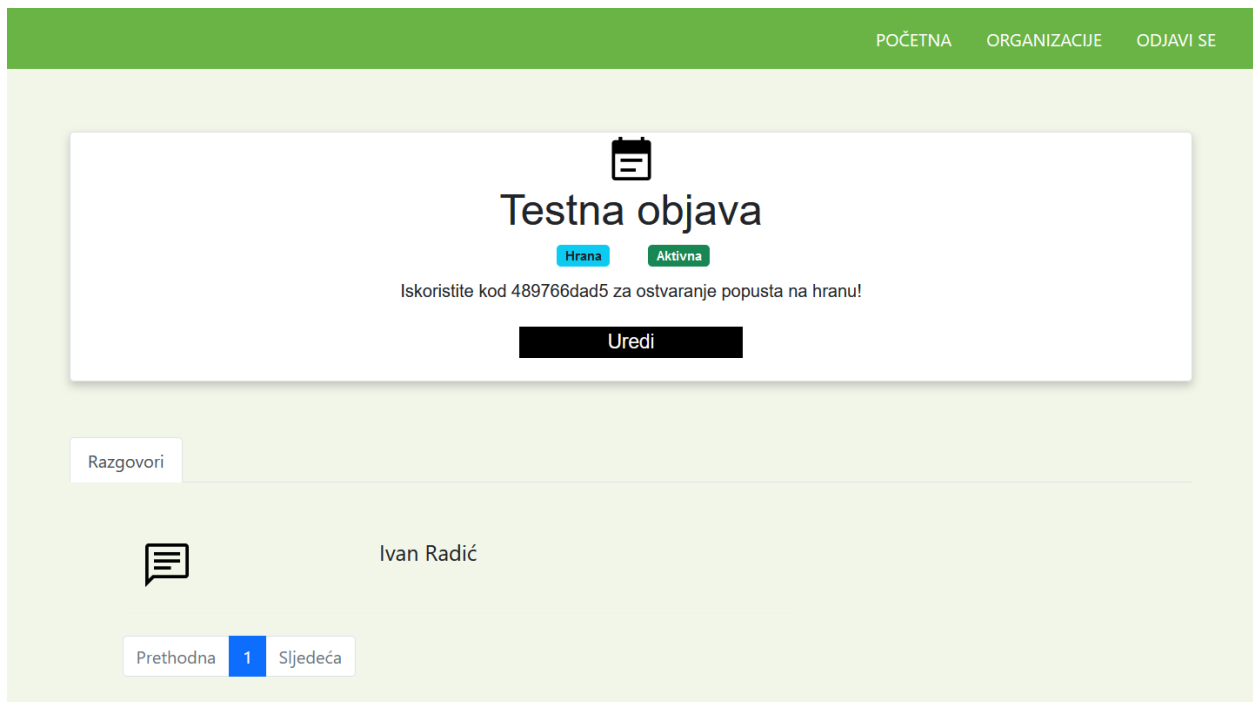 POČETNA ORGANIZACIJE ODJAVI SE
Testna objava
Hrana Aktivna
Iskoristite kod 489766dad5 za ostvaranje popusta na hranu!
Uredi
Razgovori
Ivan Radić
Prethodna 1 Sljedeća